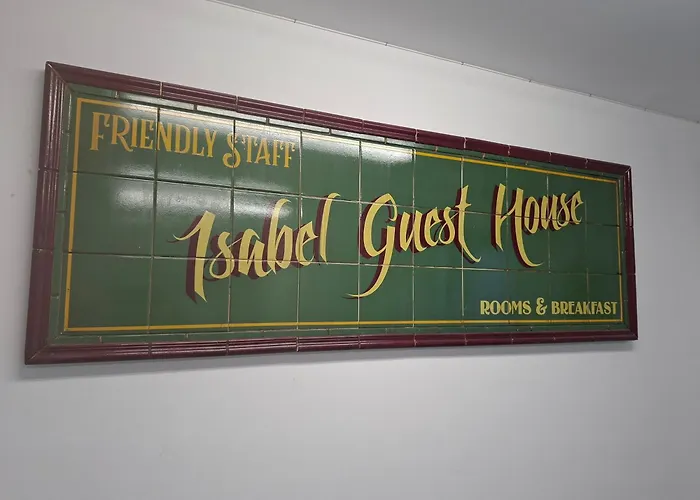 FRIENDLY STAFF
Isabel Guest House
ROOMS & BREAKFAST